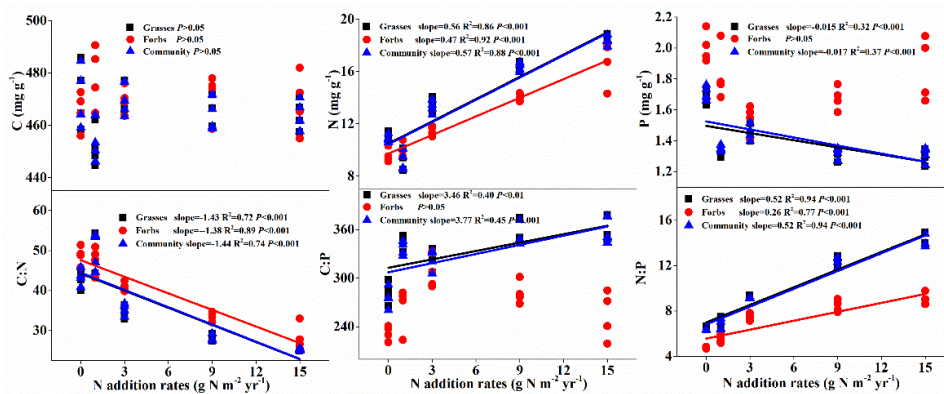 Grasses P>0.05
Forbs P>0.05
Community P>0.05
C (mg g-1)
500
480
460
440
Grasses slope=0.56 R2=0.86 P<0.001
Forbs slope=0.47 R2=0.92 P<0.001
Community slope=0.57 R2=0.88 P<0.001
N (mg g-1)
20
16
12
8
Grasses slope=-0.015 R2=0.32 P<0.001
Forbs P>0.05
Community slope=-0.017 R2=0.37 P<0.001
P (mg g-1)
2.2
2.0
1.8
1.6
1.4
1.2
Grasses slope=-1.43 R2=0.72 P<0.001
Forbs slope=-1.38 R2=0.89 P<0.001
Community slope=-1.44 R2=0.74 P<0.001
C:N
60
50
40
30
0 3 6 9 12 15
N addition rates (g N m-2 yr-1)
Grasses slope=3.46 R2=0.40 P<0.01
Forbs P>0.05
Community slope=3.77 R2=0.45 P<0.001
C:P
360
300
240
0 3 6 9 12 15
N addition rates (g N m-2 yr-1)
Grasses slope=0.52 R2=0.94 P<0.001
Forbs slope=0.26 R2=0.77 P<0.001
Community slope=0.52 R2=0.94 P<0.001
N:P
20
15
10
5
0 3 6 9 12 15
N addition rates (g N m-2 yr-1)